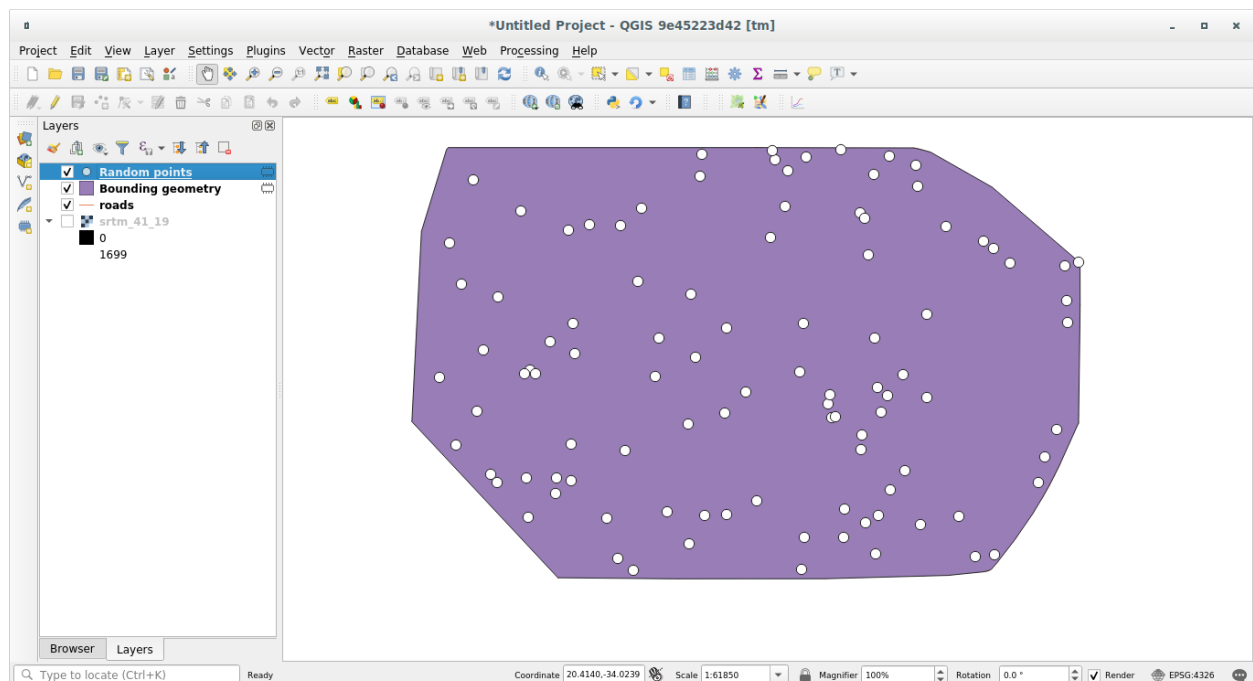 *Untitled Project - QGIS 9e45223d42 [tm]
Project Edit View Layer Settings Plugins Vector Raster Database Web Processing Help
Layers
Random points
Bounding geometry
roads
srtm_41_19
0
1699
Browser Layers
Type to locate (Ctrl+K) Ready Coordinate 20.4140,-34.0239 Scale 1:61850 Magnifier 100% Rotation 0.0 ° Render EPSG:4326